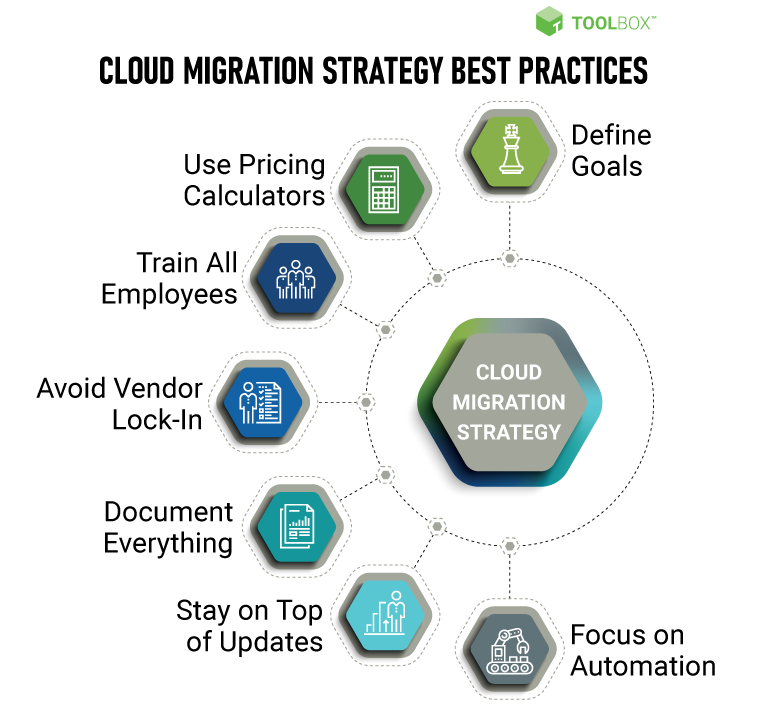 TOOLBOX™
CLOUD MIGRATION STRATEGY BEST PRACTICES
Define
Goals
Use Pricing
Calculators
Train All
Employees
Avoid Vendor
Lock-In
Document
Everything
Stay on Top
of Updates
Focus on
Automation
CLOUD
MIGRATION
STRATEGY